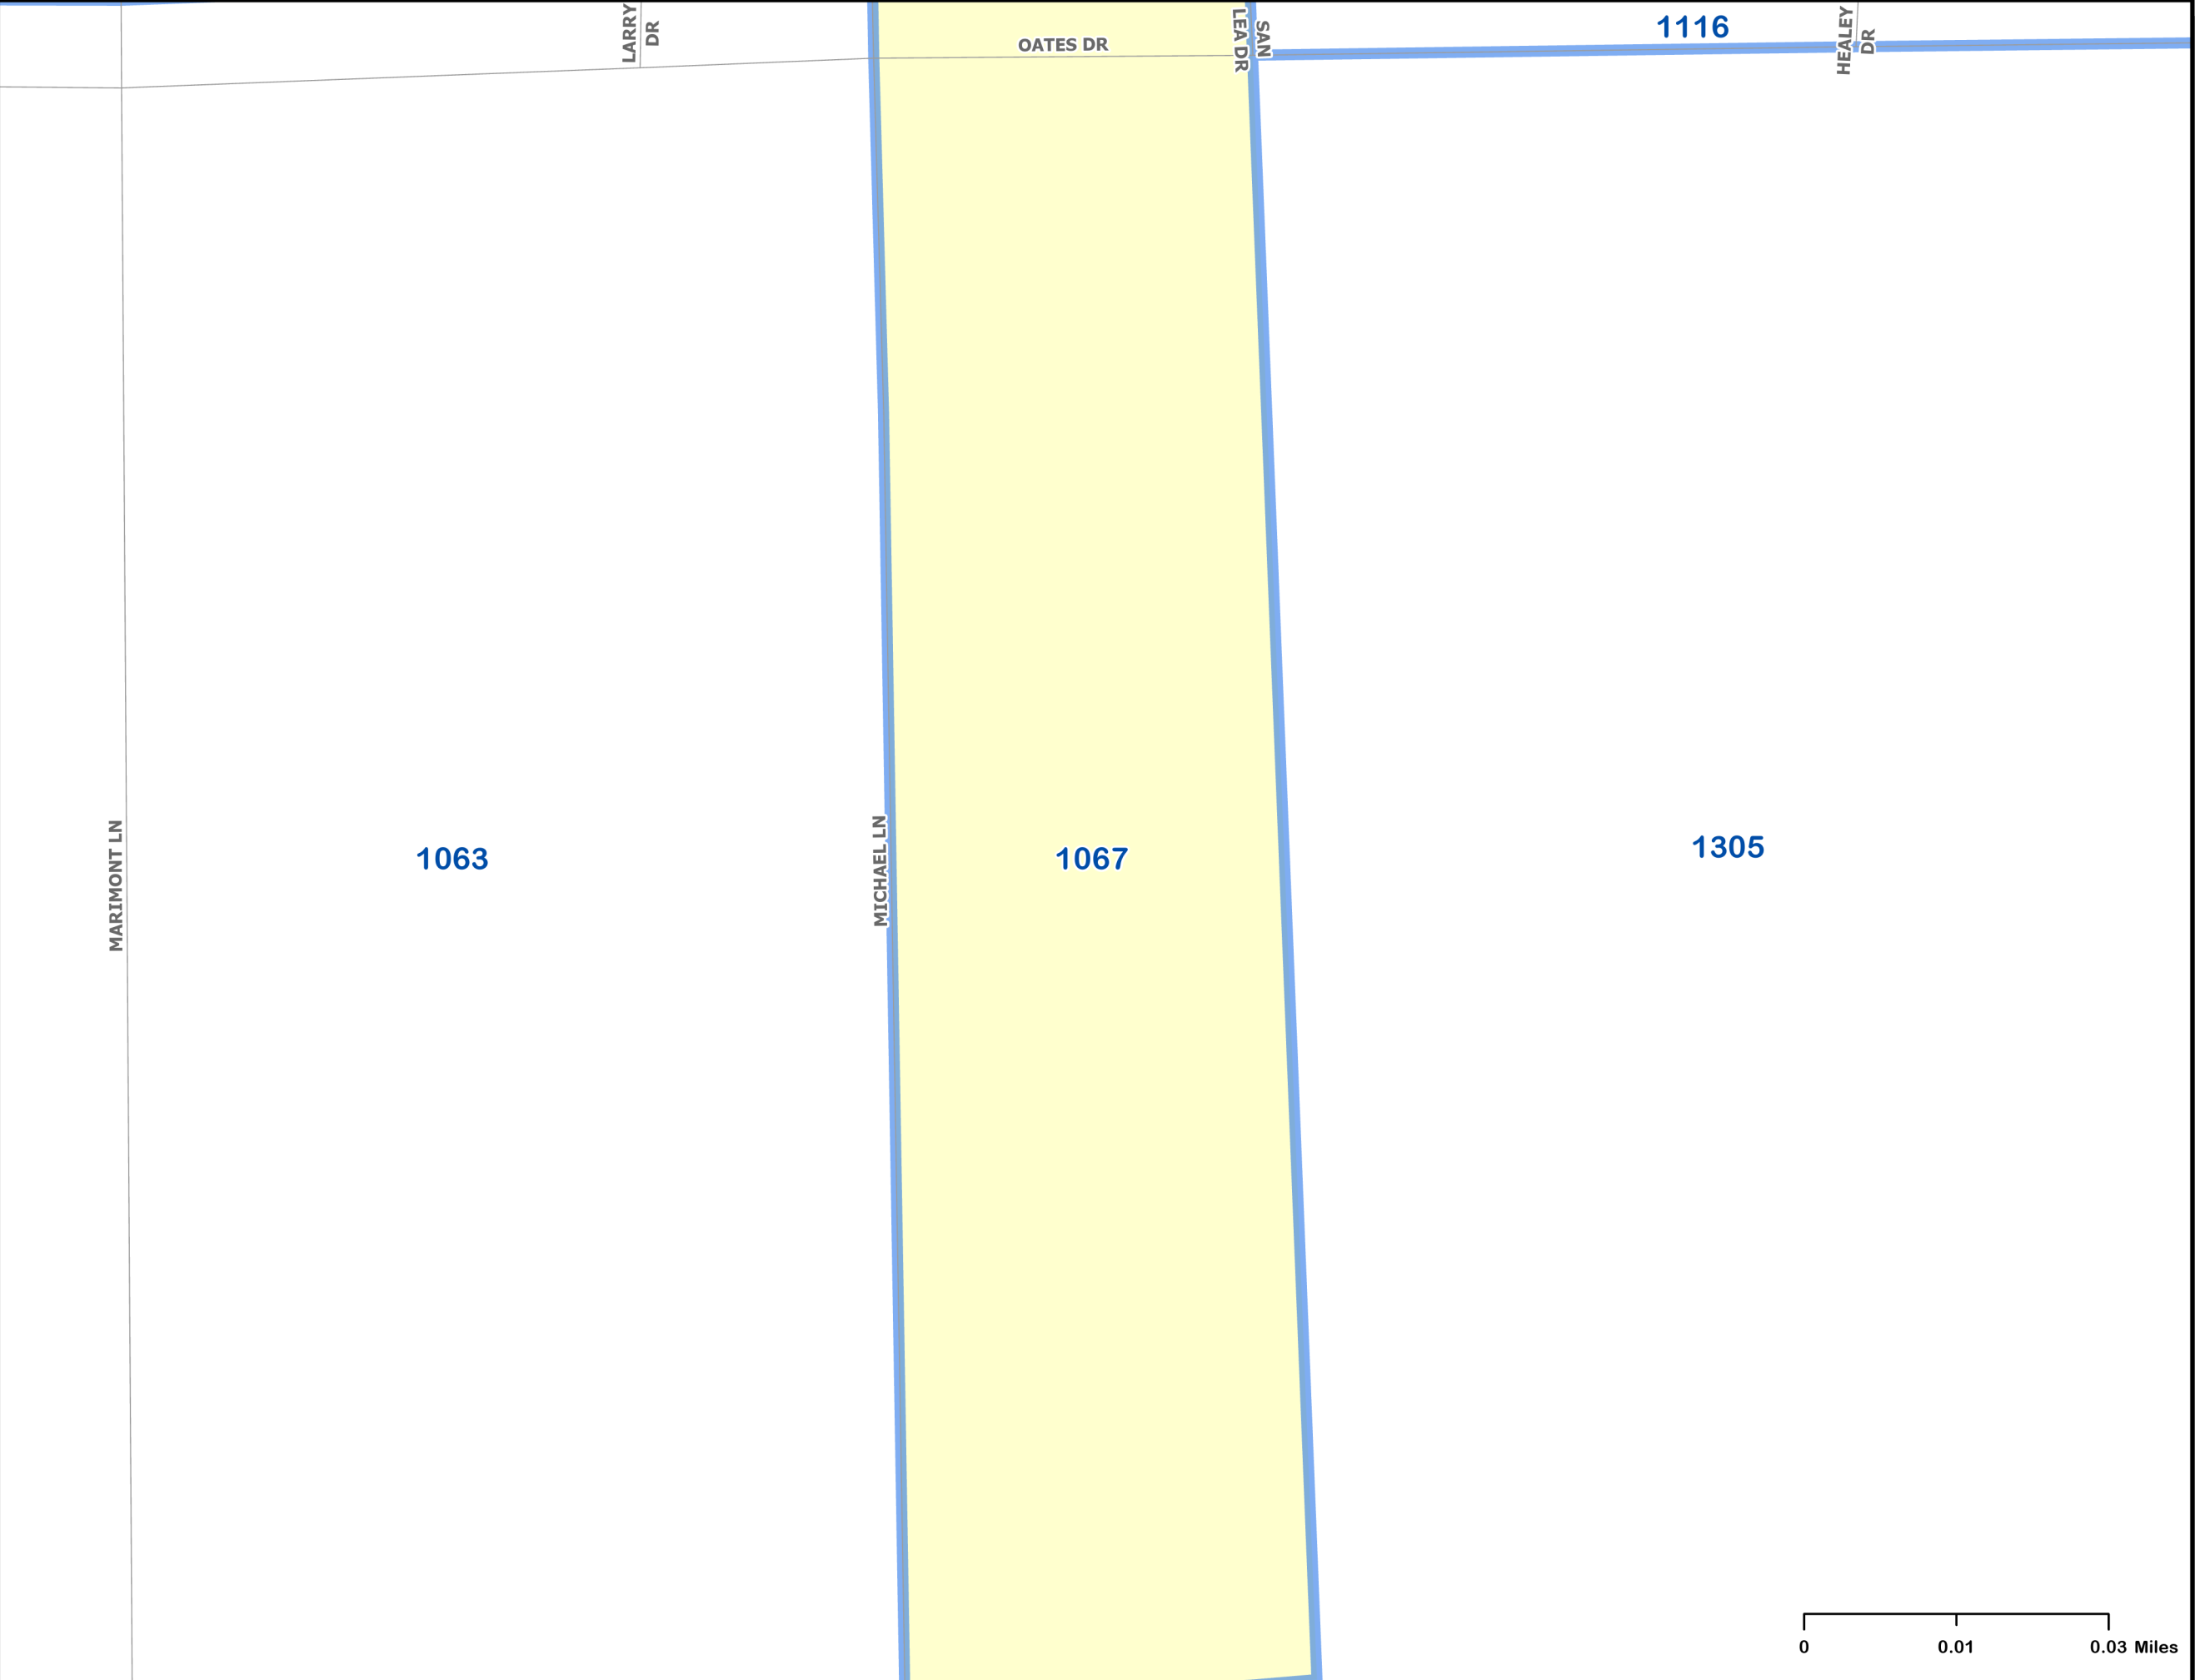 LARRY
DR
OATES DR
SAN
LEA DR
1116
HEALEY
DR
MARIMONT LN
1063
MICHAEL LN
1067
1305
0 0.01 0.03 Miles